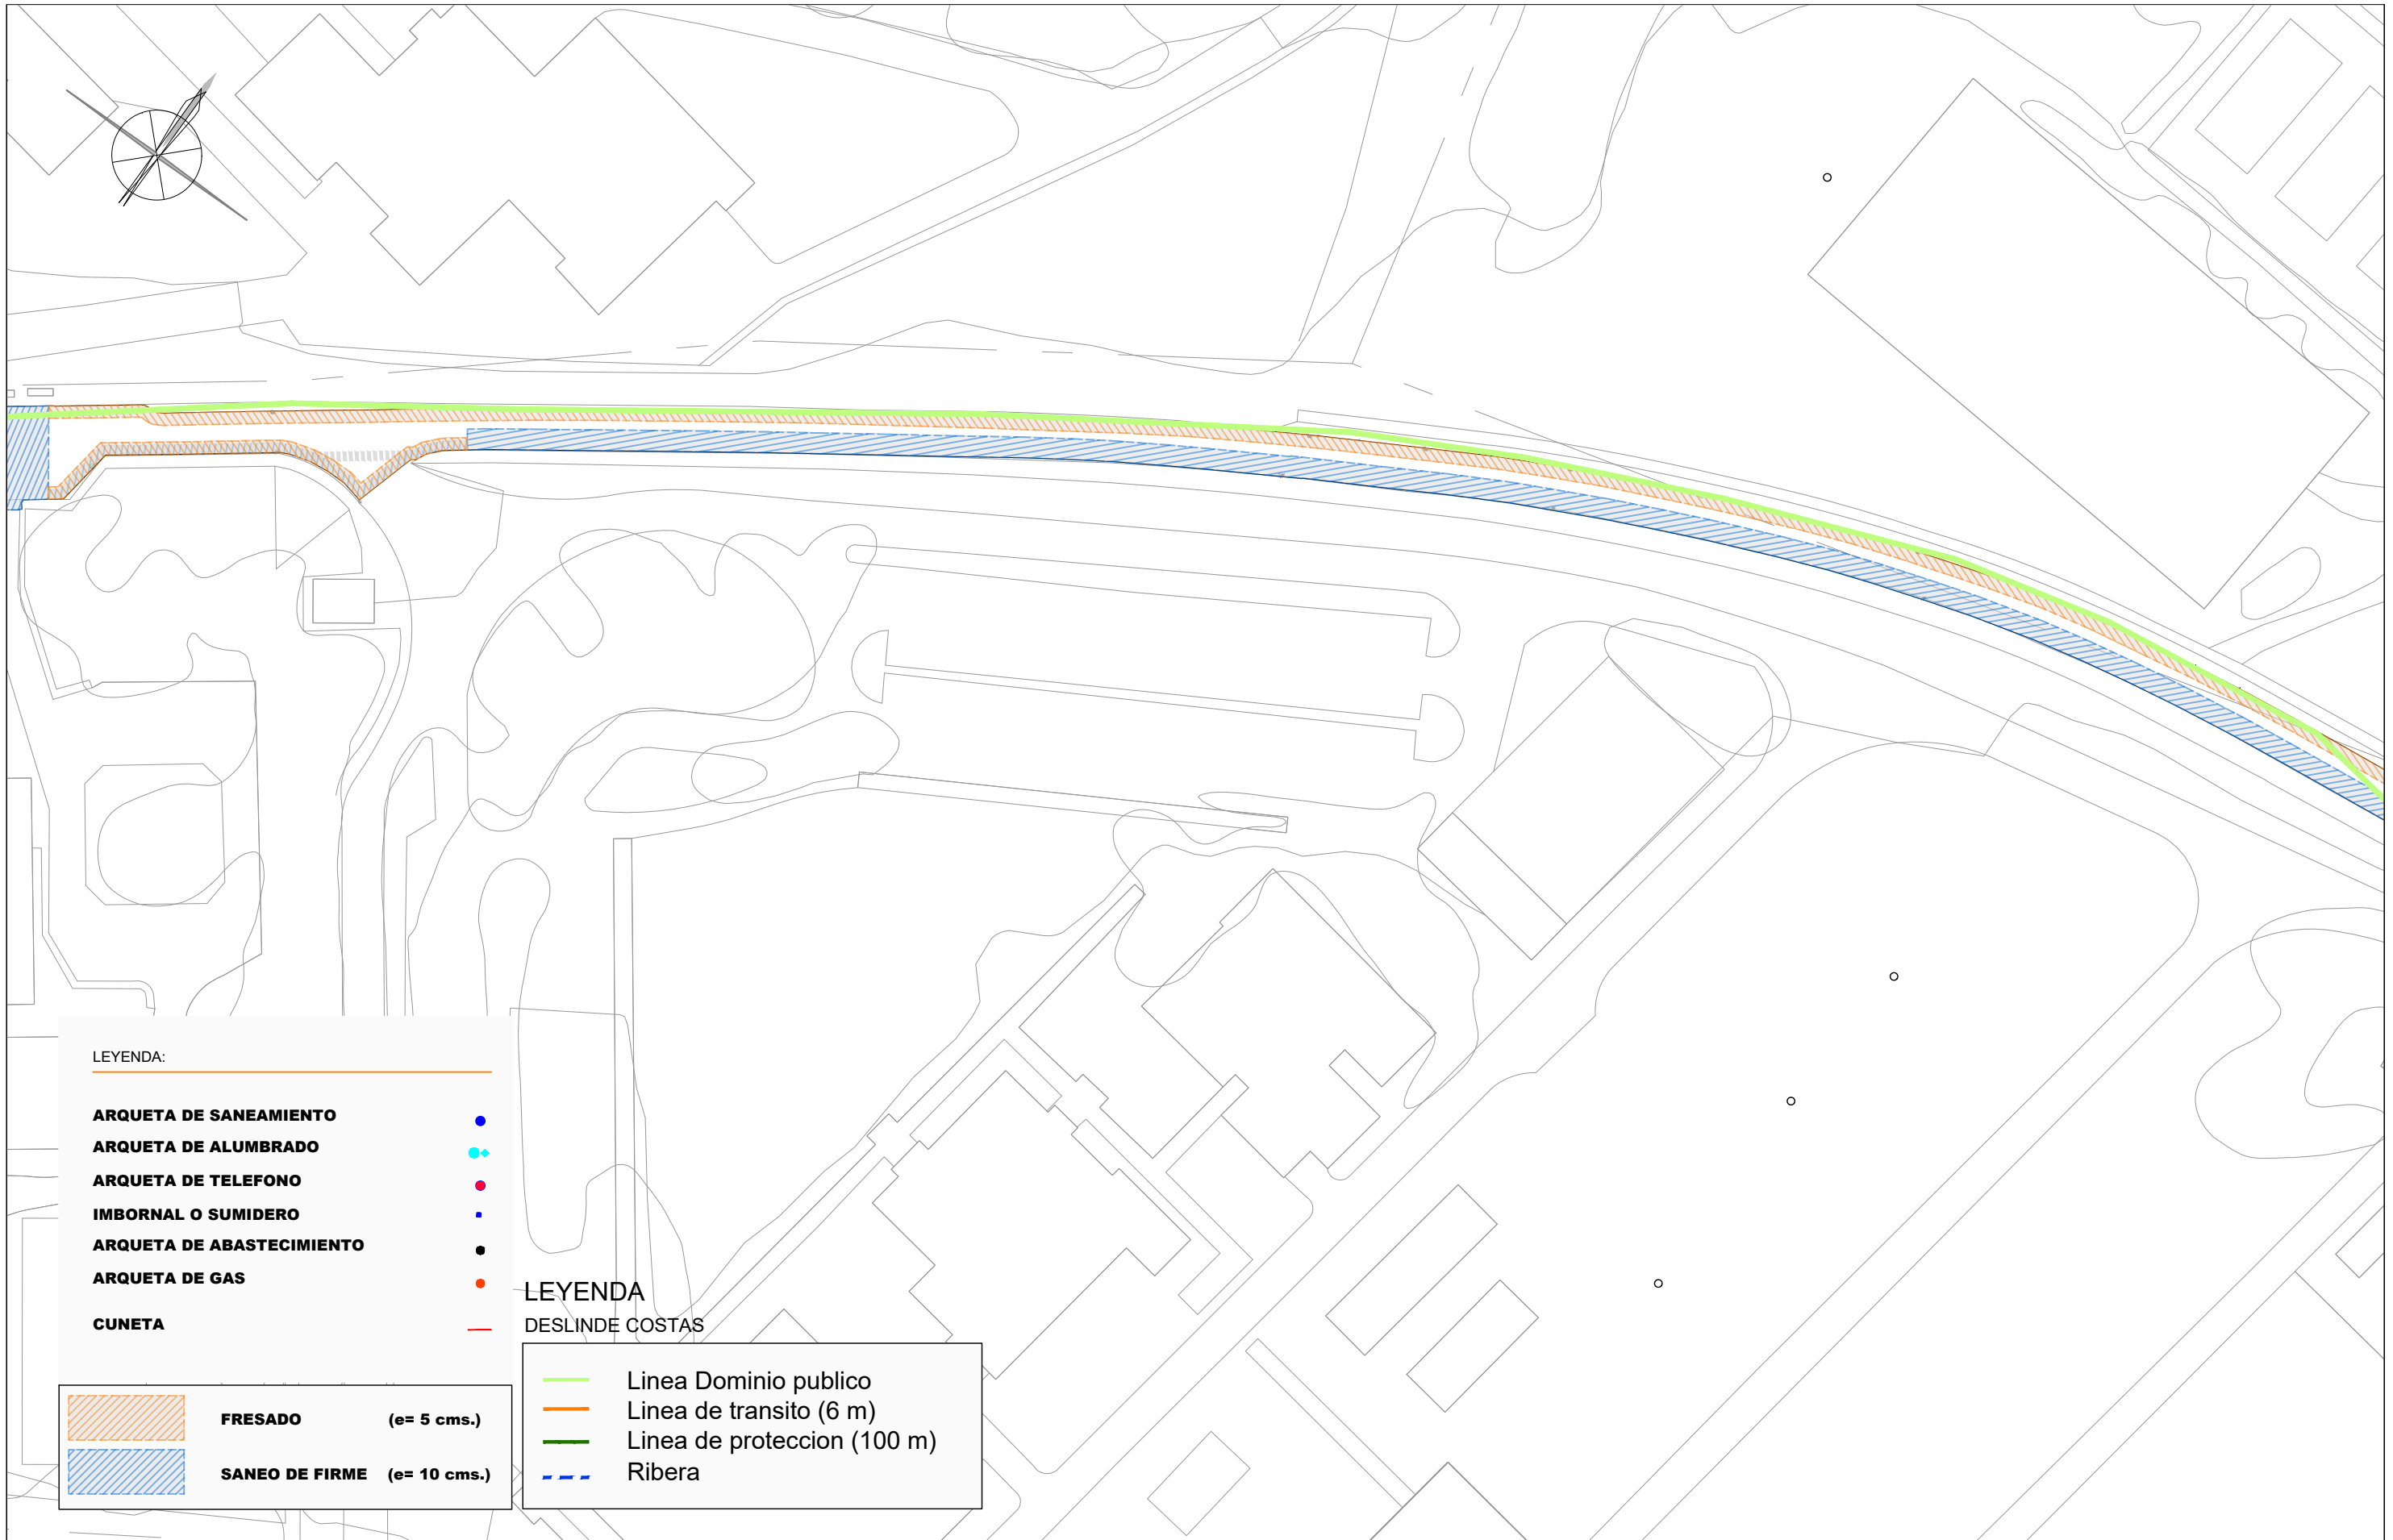 LEYENDA:
ARQUETA DE SANEAMIENTO
ARQUETA DE ALUMBRADO
ARQUETA DE TELEFONO
IMBORNAL O SUMIDERO
ARQUETA DE ABASTECIMIENTO
ARQUETA DE GAS
CUNETA
FRESADO (e= 5 cms.)
SANEO DE FIRME (e= 10 cms.)
LEYENDA
DESLINDE COSTAS
Linea Dominio publico
Linea de transito (6 m)
Linea de proteccion (100 m)
Ribera